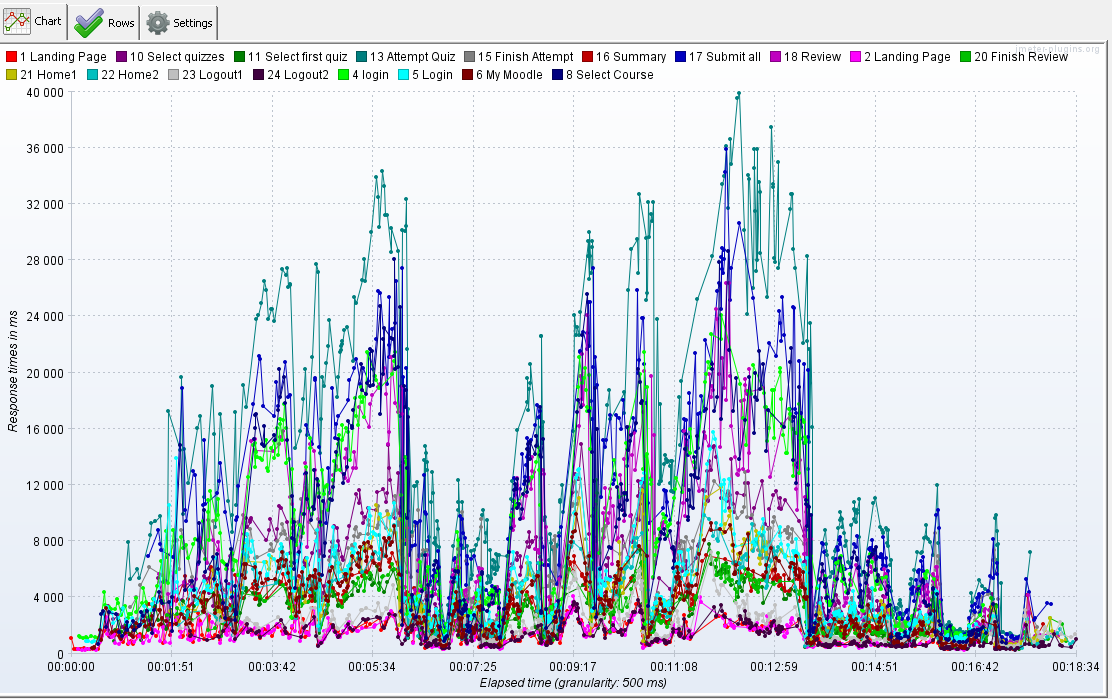 Chart Rows Settings
jmeter-plugins.org
1 Landing Page 10 Select quizzes 11 Select first quiz 13 Attempt Quiz 15 Finish Attempt 16 Summary 17 Submit all 18 Review 2 Landing Page 20 Finish Review
21 Home1 22 Home2 23 Logout1 24 Logout2 4 login 5 Login 6 My Moodle 8 Select Course
40 000
36 000
32 000
28 000
24 000
20 000
16 000
12 000
8 000
4 000
0
Response times in ms
00:00:00 00:01:51 00:03:42 00:05:34 00:07:25 00:09:17 00:11:08 00:12:59 00:14:51 00:16:42 00:18:34
Elapsed time (granularity: 500 ms)